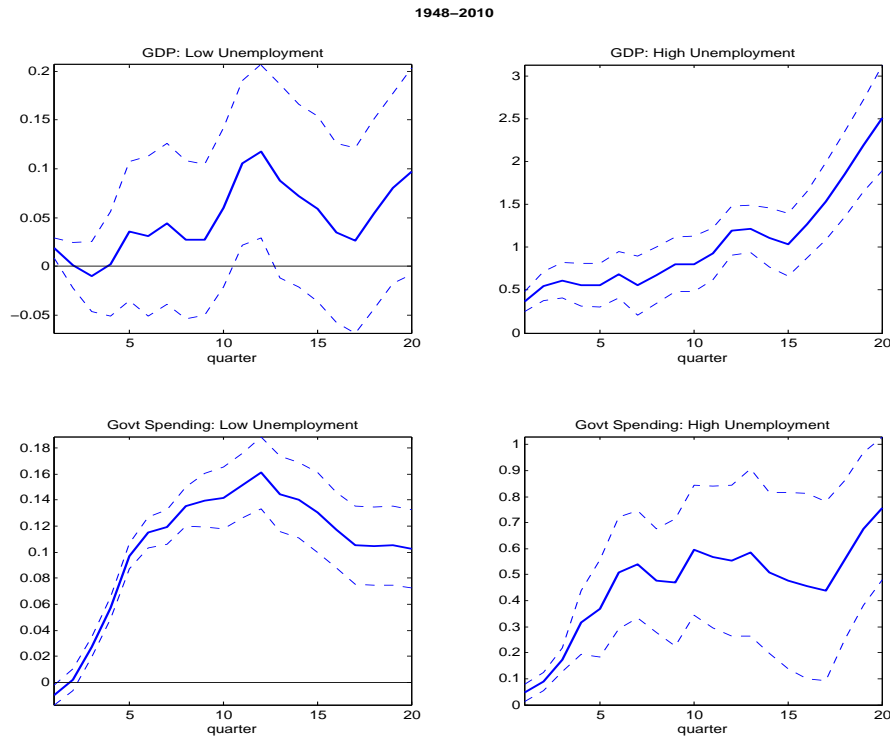 1948−2010
GDP: Low Unemployment
0.2
0.15
0.1
0.05
0
−0.05
5 10 15 20
quarter
GDP: High Unemployment
3
2.5
2
1.5
1
0.5
0
5 10 15 20
quarter
Govt Spending: Low Unemployment
0.18
0.16
0.14
0.12
0.1
0.08
0.06
0.04
0.02
0
5 10 15 20
quarter
Govt Spending: High Unemployment
1
0.9
0.8
0.7
0.6
0.5
0.4
0.3
0.2
0.1
0
5 10 15 20
quarter